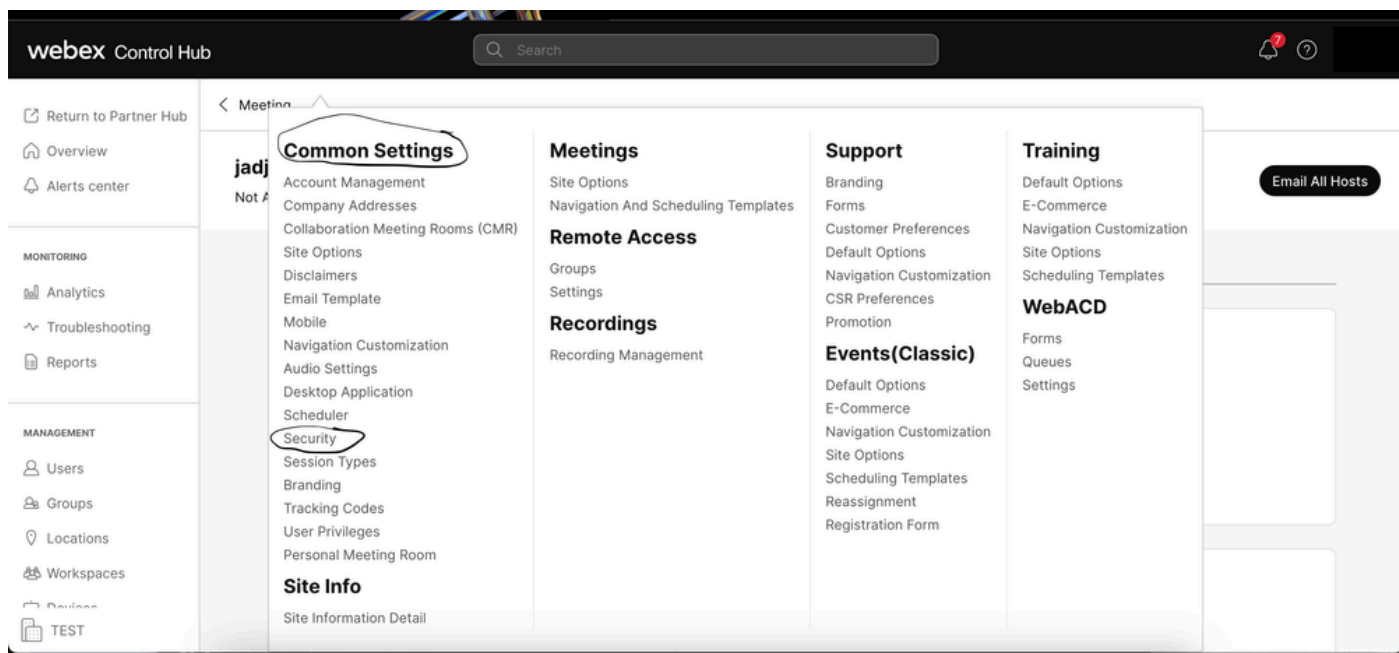 webex Control Hub
Search
7
Return to Partner Hub
Overview
Alerts center
MONITORING
Analytics
Troubleshooting
Reports
MANAGEMENT
Users
Groups
Locations
Workspaces
Devices
TEST
Meeting
jadj
Not A
Email All Hosts
Common Settings
Account Management
Company Addresses
Collaboration Meeting Rooms (CMR)
Site Options
Disclaimers
Email Template
Mobile
Navigation Customization
Audio Settings
Desktop Application
Scheduler
Security
Session Types
Branding
Tracking Codes
User Privileges
Personal Meeting Room
Site Info
Site Information Detail
Meetings
Site Options
Navigation And Scheduling Templates
Remote Access
Groups
Settings
Recordings
Recording Management
Support
Branding
Forms
Customer Preferences
Default Options
Navigation Customization
CSR Preferences
Promotion
Events(Classic)
Default Options
E-Commerce
Navigation Customization
Site Options
Scheduling Templates
Reassignment
Registration Form
Training
Default Options
E-Commerce
Navigation Customization
Site Options
Scheduling Templates
WebACD
Forms
Queues
Settings